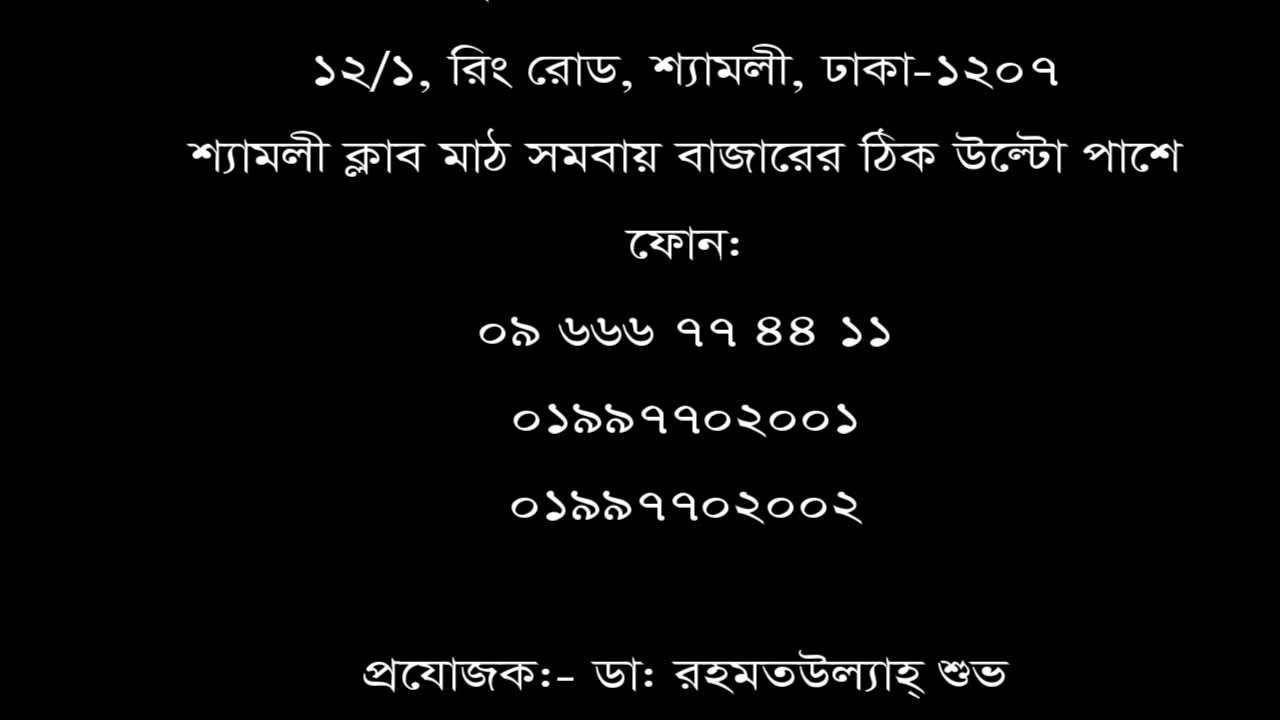 ১২/১, রিং রোড, শ্যামলী, ঢাকা-১২০৭
শ্যামলী ক্লাব মাঠ সমবায় বাজারের ঠিক উল্টো পাশে
ফোন:
০৯ ৬৬৬ ৭৭ ৪৪ ১১
০১৯৯৭৭০২০০১
০১৯৯৭৭০২০০২
প্রযোজক:- ডা: রহমতউল্যাহ্ শুভ